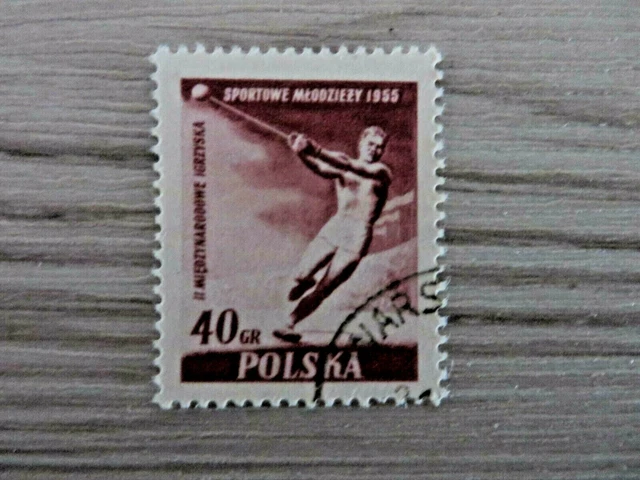 II MIĘDZYNARODOWE IGRZYSKA
SPORTOWE MŁODZIEŻY 1955
40 GR
POLSKA